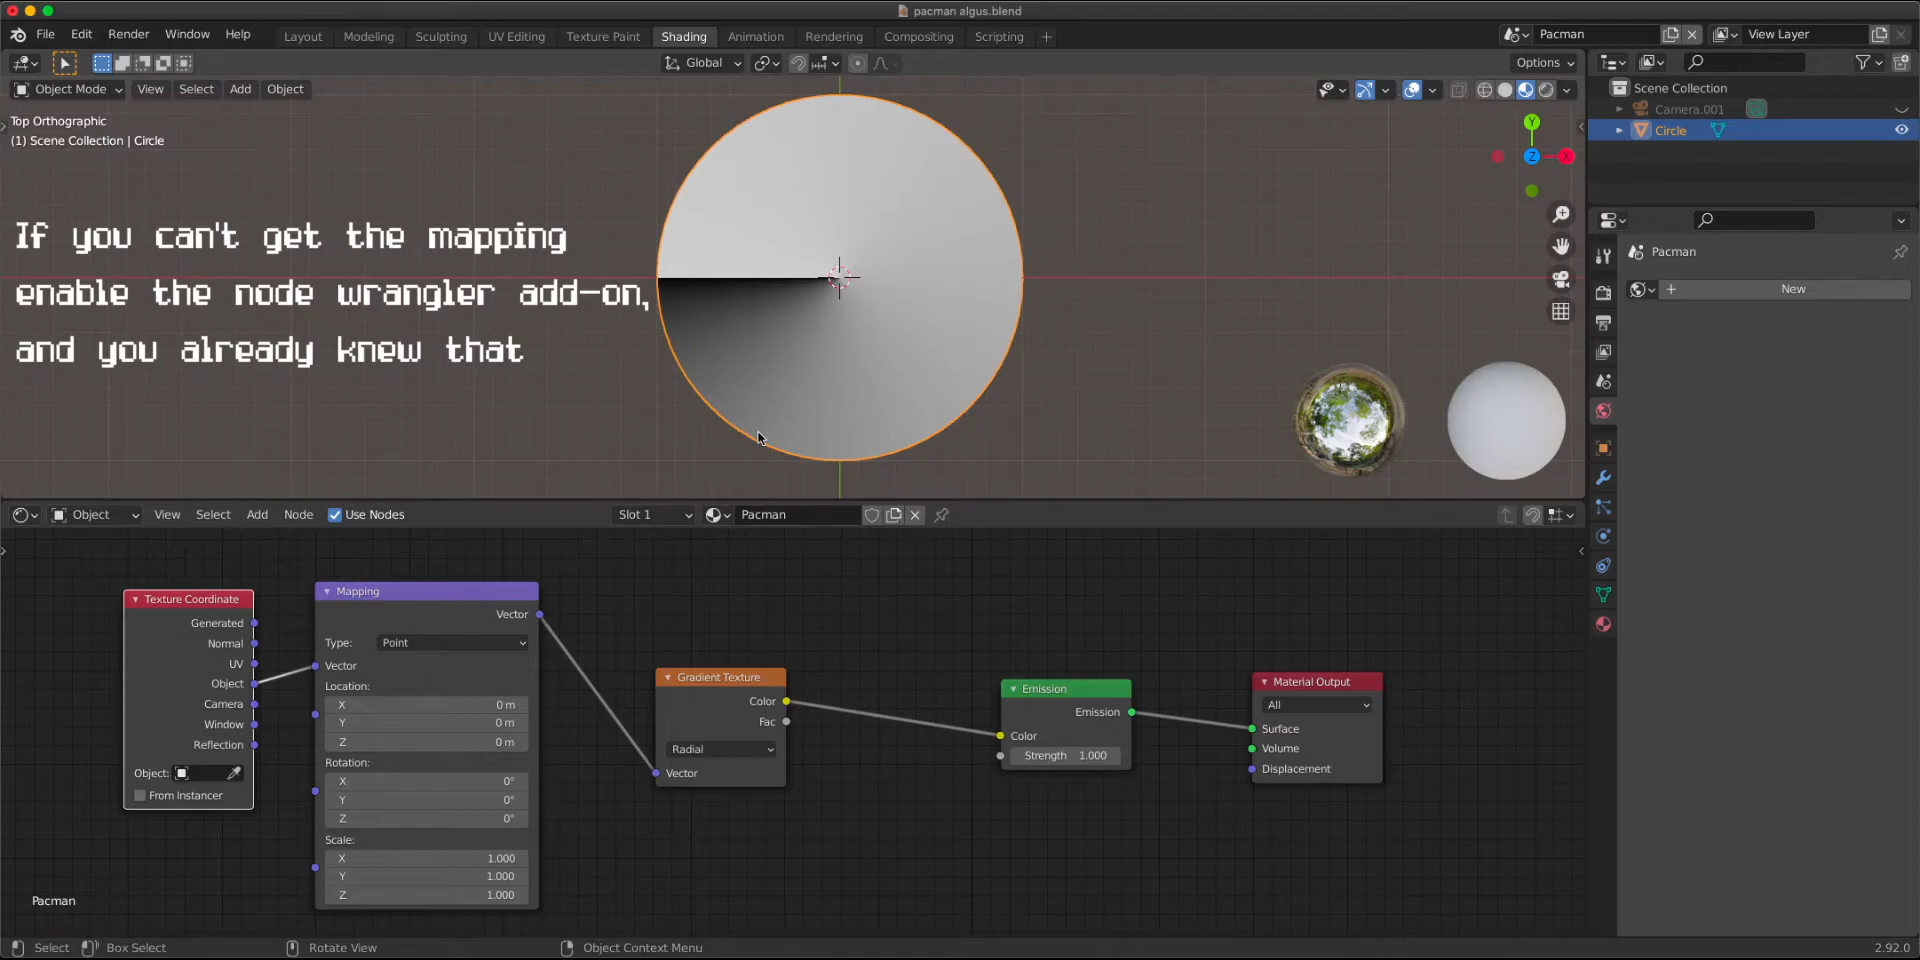 pacman algus.blend
File Edit Render Window Help
Layout Modeling Sculpting UV Editing Texture Paint Shading Animation Rendering Compositing Scripting +
Pacman
View Layer
Global
Options
Object Mode View Select Add Object
Top Orthographic
(1) Scene Collection | Circle
Scene Collection
Camera.001
Circle
Y
Z
X
If you can't get the mapping
enable the node wrangler add-on,
and you already knew that
Pacman
+ New
Object View Select Add Node Use Nodes Slot 1 Pacman
Texture Coordinate
Generated
Normal
UV
Object
Camera
Window
Reflection
Object:
From Instancer
Mapping
Vector
Type: Point
Vector
Location:
X 0 m
Y 0 m
Z 0 m
Rotation:
X 0°
Y 0°
Z 0°
Scale:
X 1.000
Y 1.000
Z 1.000
Gradient Texture
Color
Fac
Radial
Vector
Emission
Emission
Color
Strength 1.000
Material Output
All
Surface
Volume
Displacement
Pacman
Select Box Select Rotate View Object Context Menu 2.92.0